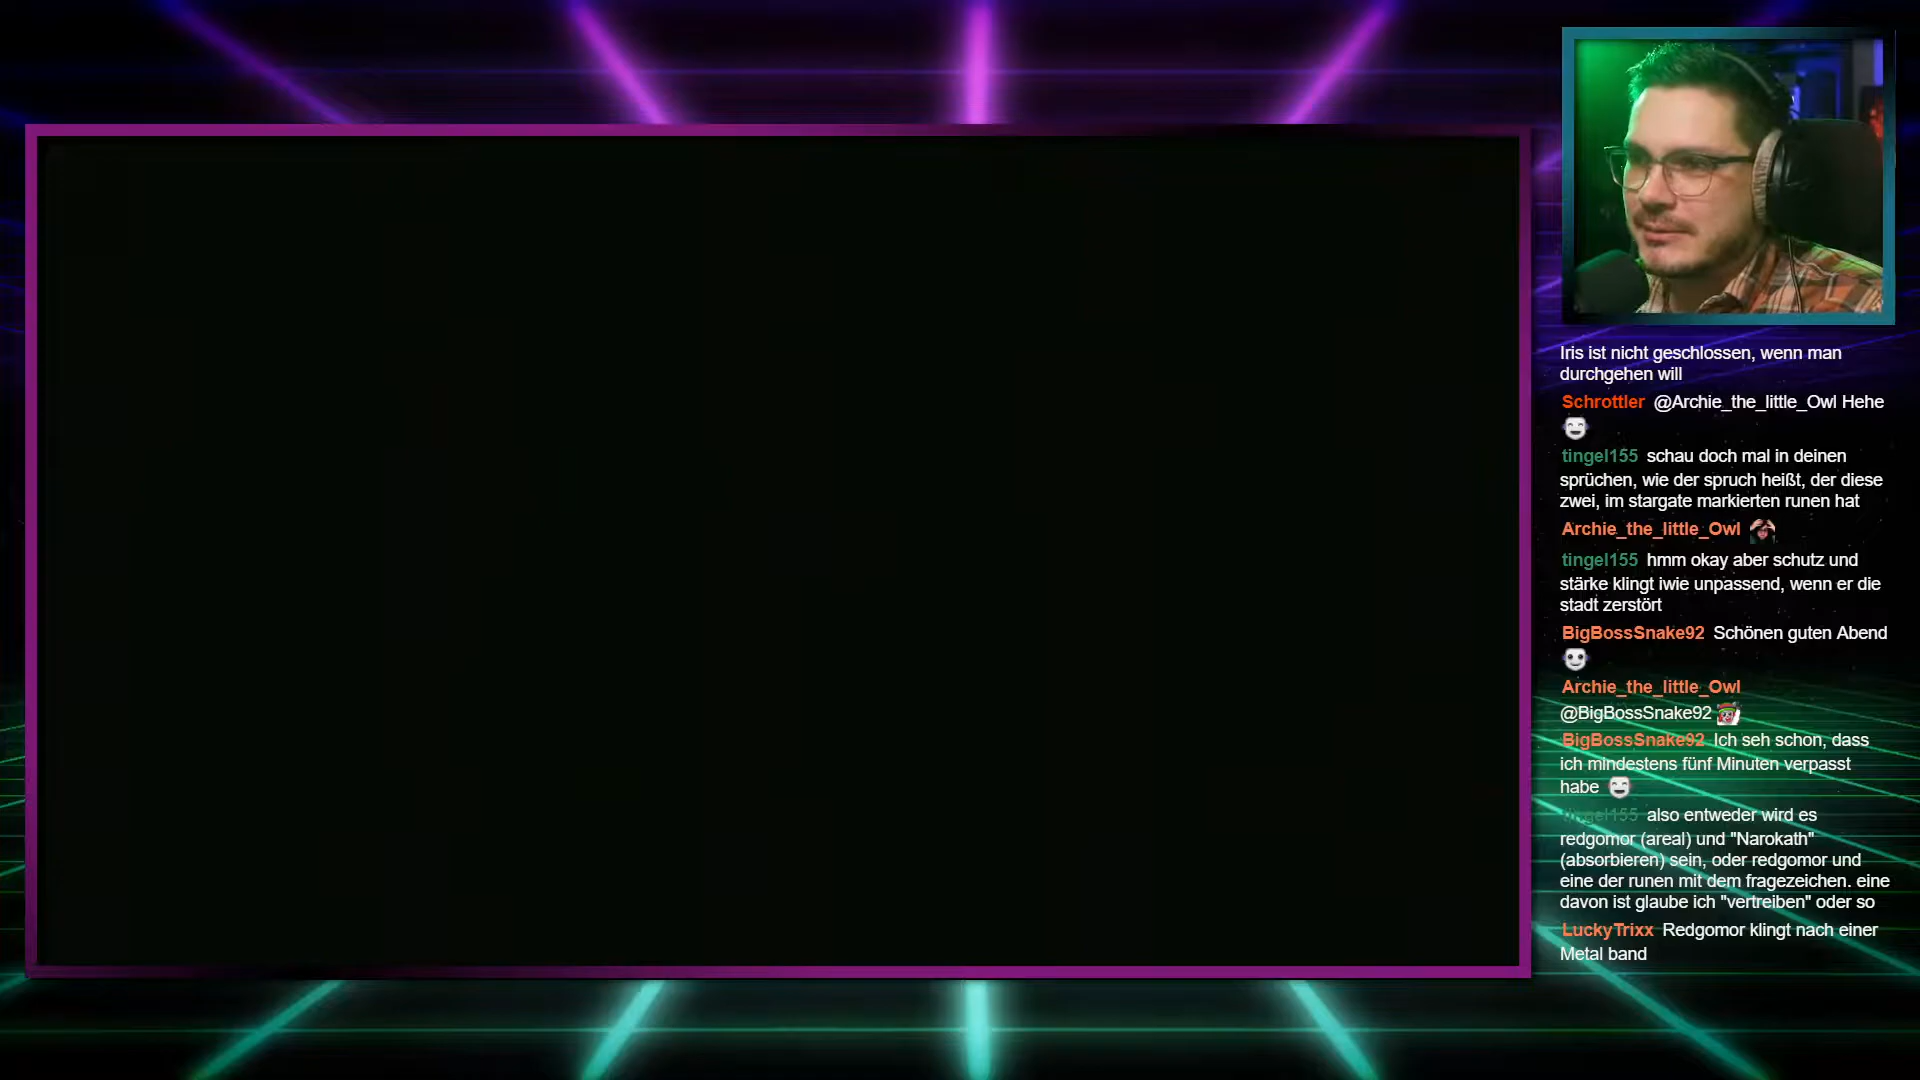 Iris ist nicht geschlossen, wenn man
durchgehen will
Schrottler @Archie_the_little_Owl Hehe
tingel155 schau doch mal in deinen
sprüchen, wie der spruch heißt, der diese
zwei, im stargate markierten runen hat
Archie_the_little_Owl
tingel155 hmm okay aber schutz und
stärke klingt iwie unpassend, wenn er die
stadt zerstört
BigBossSnake92 Schönen guten Abend
Archie_the_little_Owl
@BigBossSnake92
BigBossSnake92 Ich seh schon, dass
ich mindestens fünf Minuten verpasst
habe
tingel155 also entweder wird es
redgomor (areal) und "Narokath"
(absorbieren) sein, oder redgomor und
eine der runen mit dem fragezeichen. eine
davon ist glaube ich "vertreiben" oder so
LuckyTrixx Redgomor klingt nach einer
Metal band